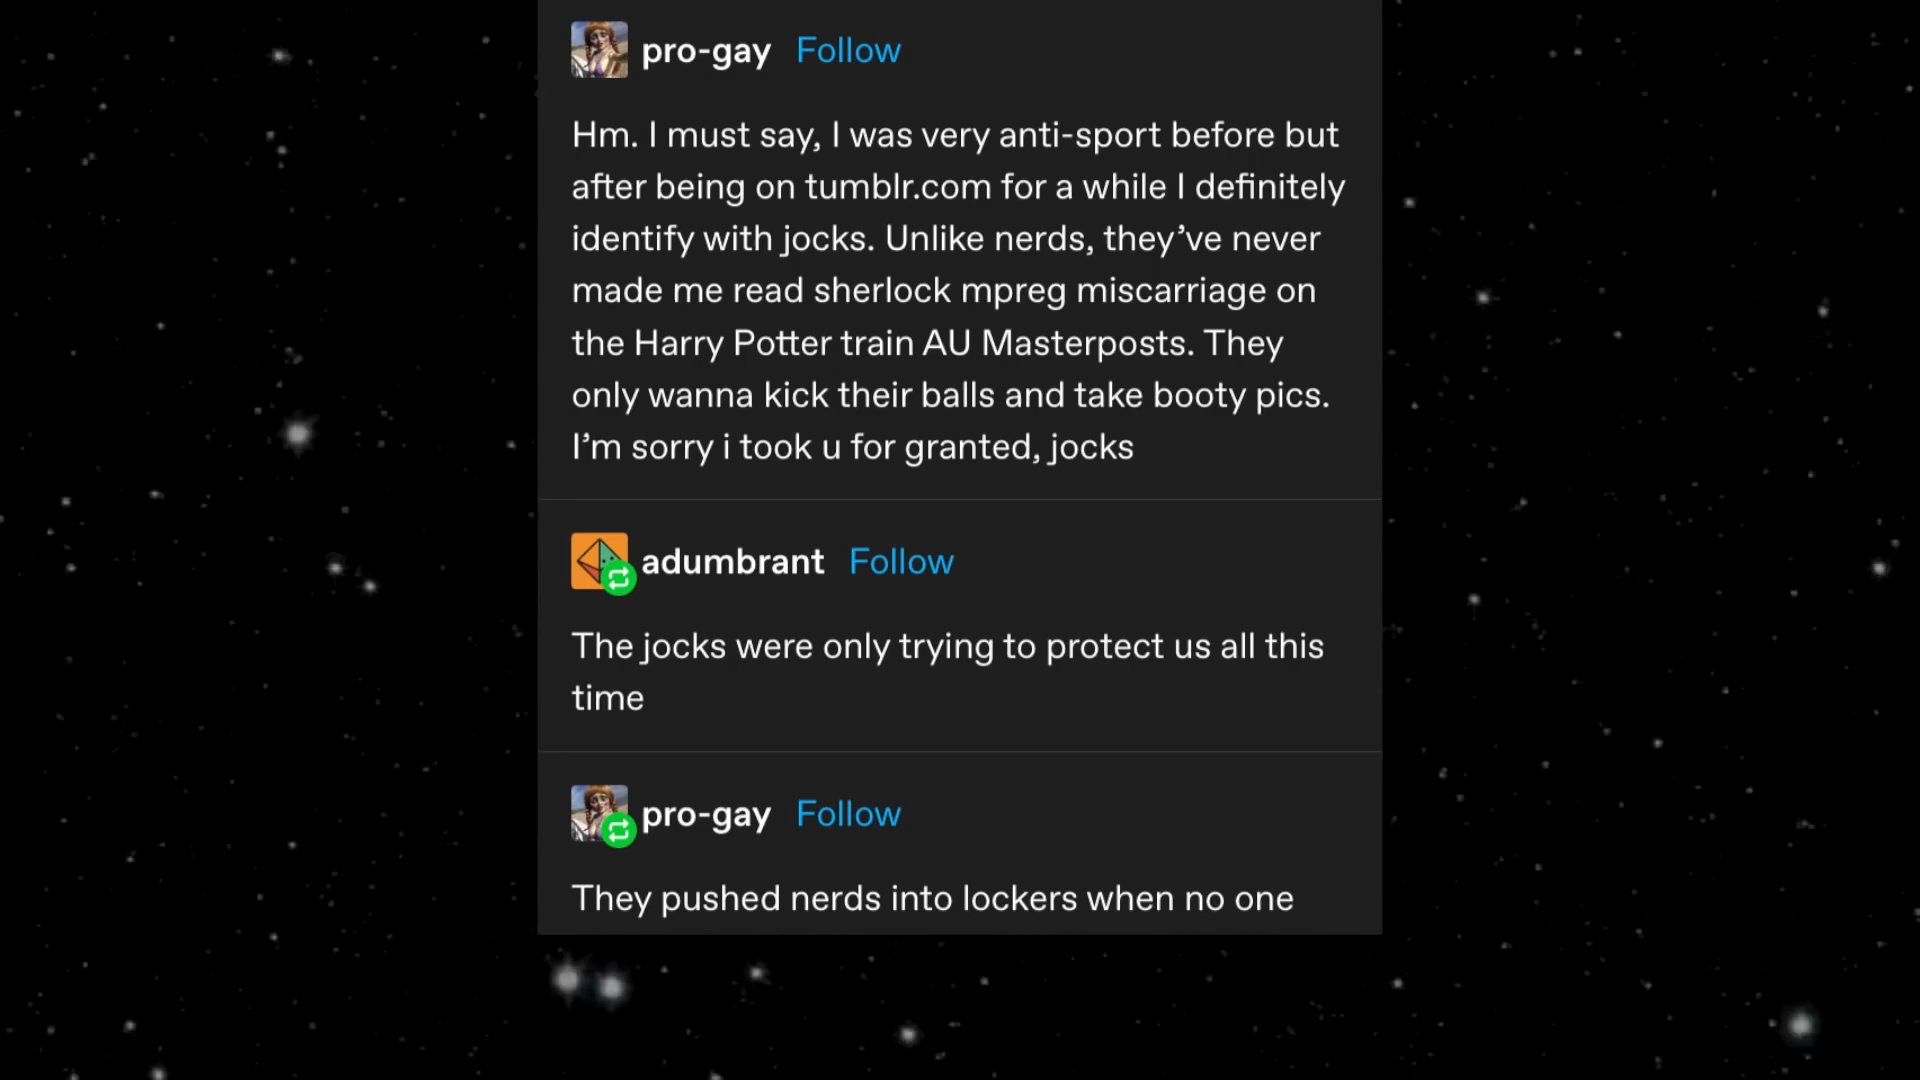 pro-gay Follow
Hm. I must say, I was very anti-sport before but
after being on tumblr.com for a while I definitely
identify with jocks. Unlike nerds, they’ve never
made me read sherlock mpreg miscarriage on
the Harry Potter train AU Masterposts. They
only wanna kick their balls and take booty pics.
I’m sorry i took u for granted, jocks
adumbrant Follow
The jocks were only trying to protect us all this
time
pro-gay Follow
They pushed nerds into lockers when no one